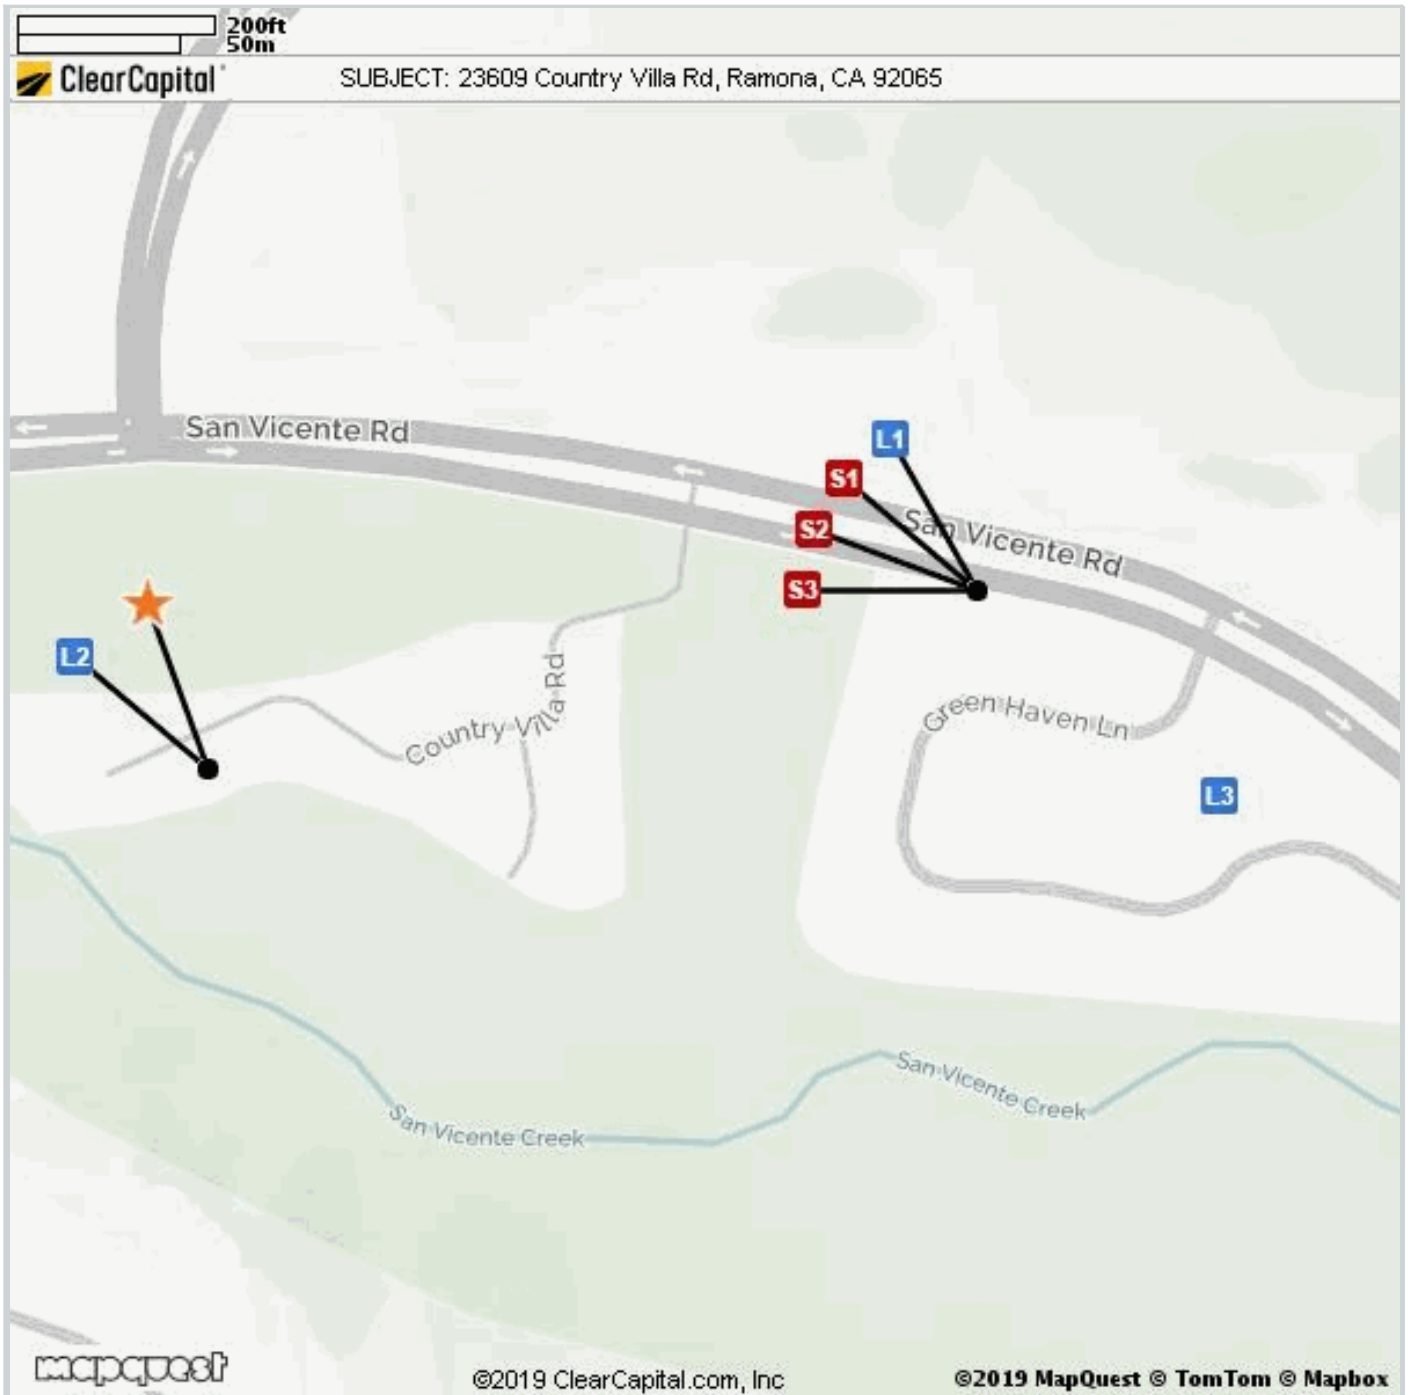 200ft
50m
ClearCapital
SUBJECT: 23609 Country Villa Rd, Ramona, CA 92065
San Vicente Rd
L1
S1
San Vicente Rd
S2
S3
L2
Country Villa Rd
Green Haven Ln
L3
San Vicente Creek
San Vicente Creek
mapquest
©2019 ClearCapital.com, Inc
©2019 MapQuest © TomTom © Mapbox